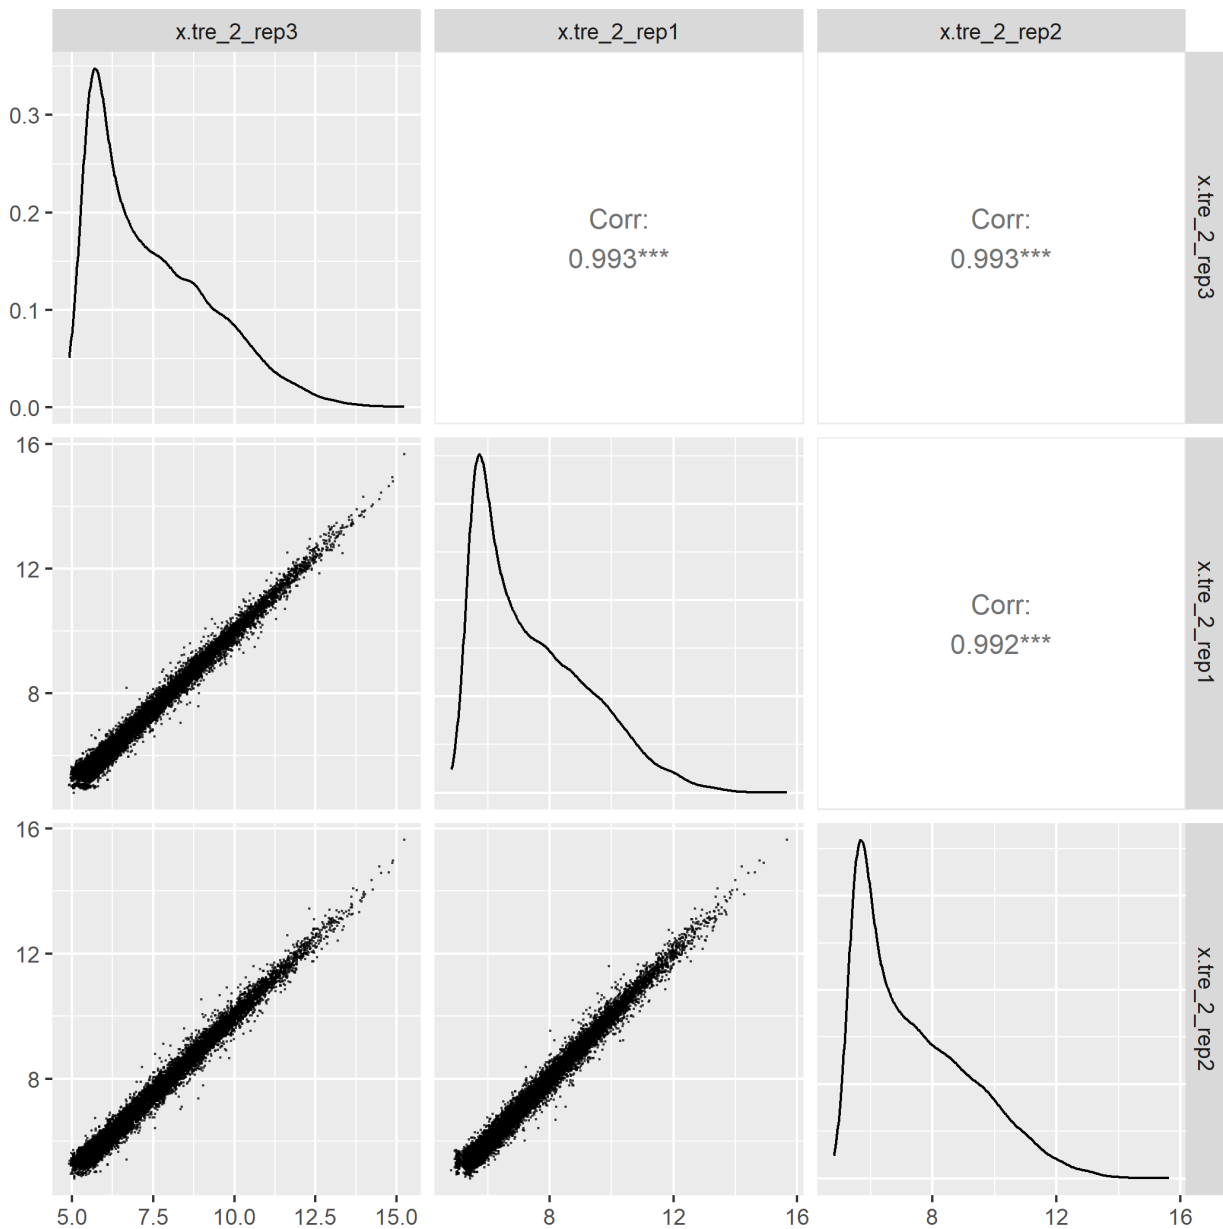 x.tre_2_rep3
x.tre_2_rep1
x.tre_2_rep2
0.3
0.2
0.1
0.0
Corr:
0.993***
Corr:
0.993***
x.tre_2_rep3
16
12
8
Corr:
0.992***
x.tre_2_rep1
16
12
8
x.tre_2_rep2
5.0 7.5 10.0 12.5 15.0
8 12 16
8 12 16